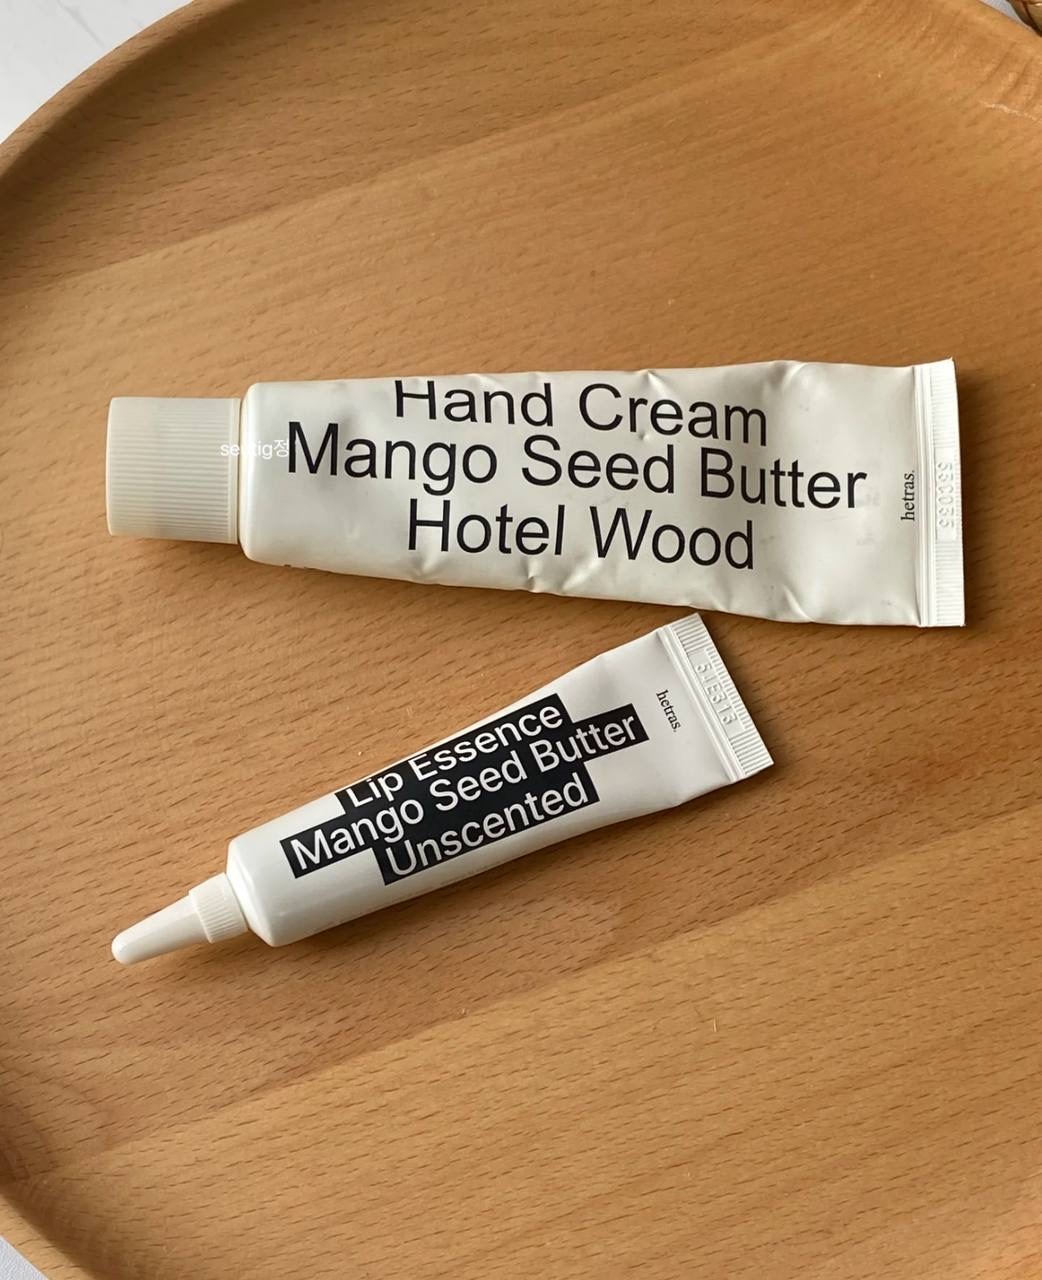 Hand Cream
Mango Seed Butter
Hotel Wood
hetras.
Lip Essence
Mango Seed Butter
Unscented
hetras.